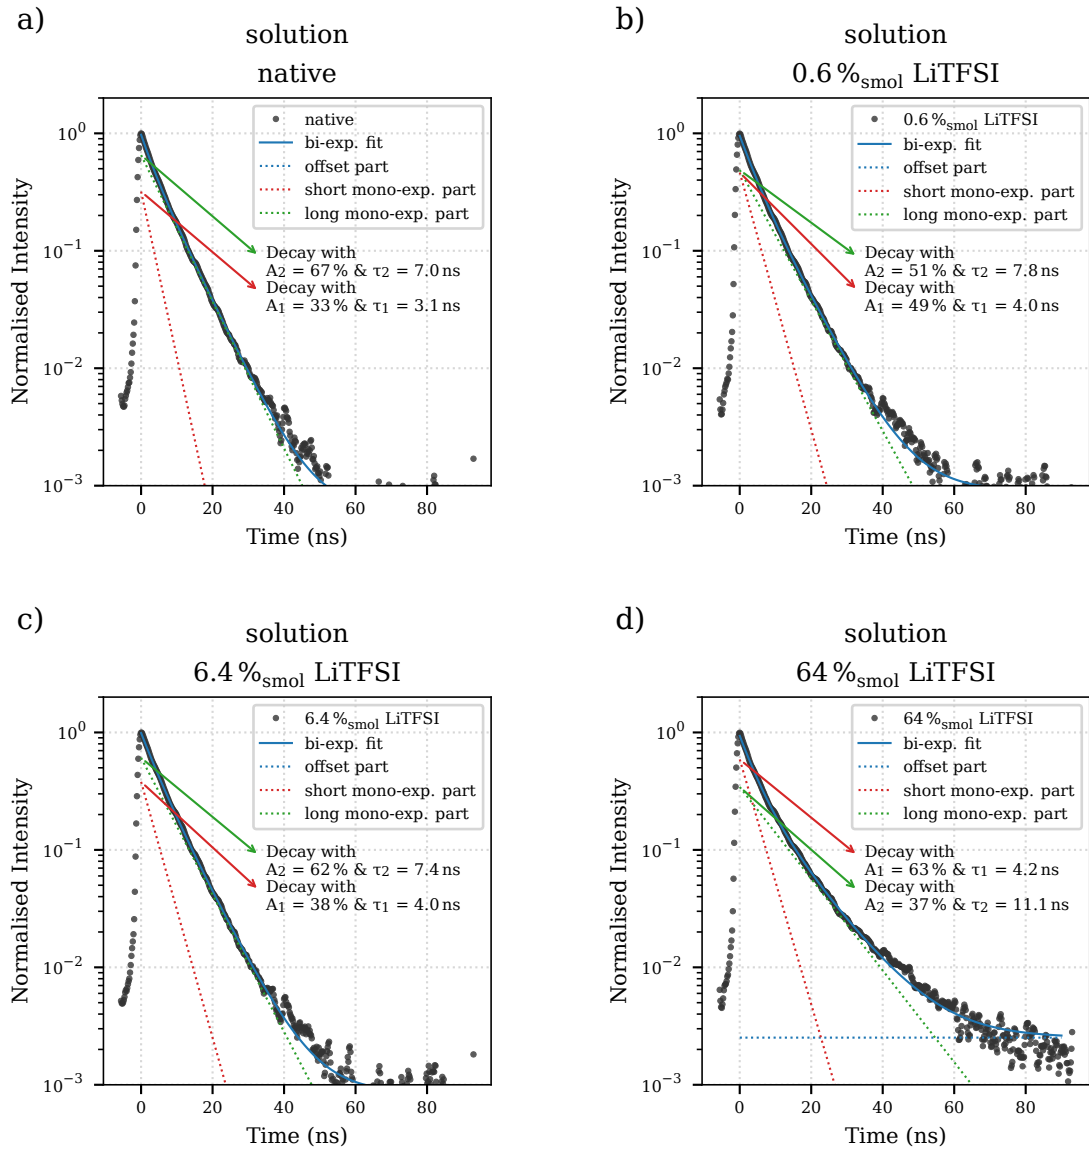 a)
solution
native
10⁰
10⁻¹
10⁻²
10⁻³
Normalised Intensity
native
bi-exp. fit
offset part
short mono-exp. part
long mono-exp. part
Decay with
A₂ = 67 % & τ₂ = 7.0 ns
Decay with
A₁ = 33 % & τ₁ = 3.1 ns
0 20 40 60 80
Time (ns)
b)
solution
0.6 %smol LiTFSI
10⁰
10⁻¹
10⁻²
10⁻³
Normalised Intensity
0.6 %smol LiTFSI
bi-exp. fit
offset part
short mono-exp. part
long mono-exp. part
Decay with
A₂ = 51 % & τ₂ = 7.8 ns
Decay with
A₁ = 49 % & τ₁ = 4.0 ns
0 20 40 60 80
Time (ns)
c)
solution
6.4 %smol LiTFSI
10⁰
10⁻¹
10⁻²
10⁻³
Normalised Intensity
6.4 %smol LiTFSI
bi-exp. fit
offset part
short mono-exp. part
long mono-exp. part
Decay with
A₂ = 62 % & τ₂ = 7.4 ns
Decay with
A₁ = 38 % & τ₁ = 4.0 ns
0 20 40 60 80
Time (ns)
d)
solution
64 %smol LiTFSI
10⁰
10⁻¹
10⁻²
10⁻³
Normalised Intensity
64 %smol LiTFSI
bi-exp. fit
offset part
short mono-exp. part
long mono-exp. part
Decay with
A₁ = 63 % & τ₁ = 4.2 ns
Decay with
A₂ = 37 % & τ₂ = 11.1 ns
0 20 40 60 80
Time (ns)